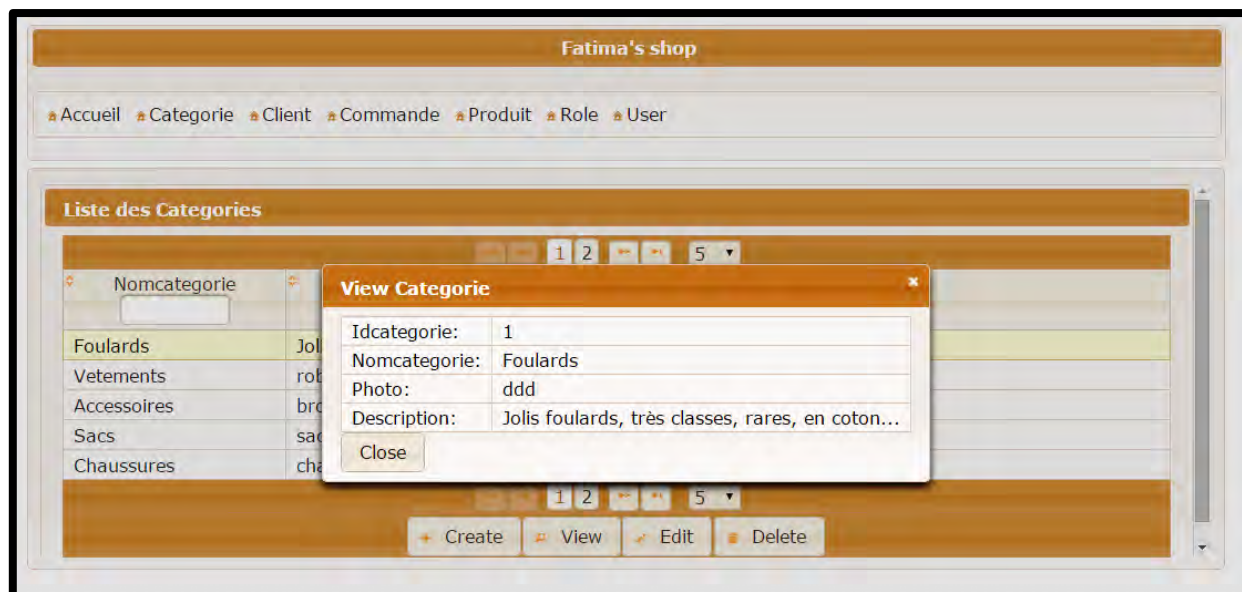 Fatima's shop
Accueil Categorie Client Commande Produit Role User
Liste des Categories
1 2 5
Nomcategorie
View Categorie
Idcategorie: 1
Nomcategorie: Foulards
Photo: ddd
Description: Jolis foulards, très classes, rares, en coton...
Close
Foulards
Vetements
Accessoires
Sacs
Chaussures
1 2 5
Create View Edit Delete